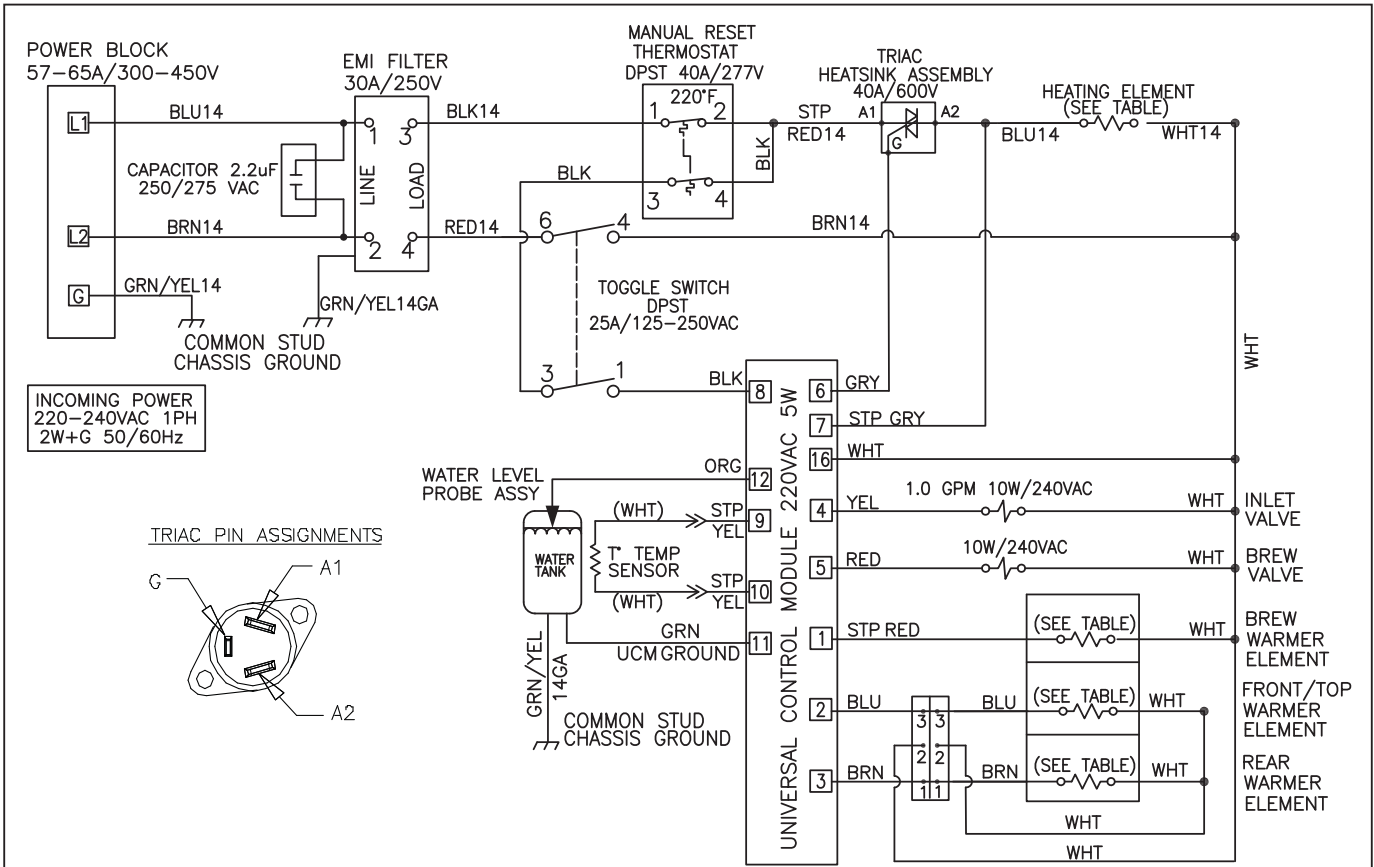 POWER BLOCK
57-65A/300-450V
L1
BLU14
L2
BRN14
G
GRN/YEL14
COMMON STUD
CHASSIS GROUND
CAPACITOR 2.2uF
250/275 VAC
EMI FILTER
30A/250V
1
3
LINE
LOAD
2
4
GRN/YEL14GA
BLK14
RED14
MANUAL RESET
THERMOSTAT
DPST 40A/277V
220°F
1
2
3
4
BLK
BLK
STP
RED14
TRIAC
HEATSINK ASSEMBLY
40A/600V
A1
A2
G
BLU14
HEATING ELEMENT
(SEE TABLE)
WHT14
6
4
BRN14
TOGGLE SWITCH
DPST
25A/125-250VAC
3
1
BLK
WHT
INCOMING POWER
220-240VAC 1PH
2W+G 50/60Hz
UNIVERSAL CONTROL MODULE 220VAC 5W
8
12
9
10
11
6
7
16
4
5
1
2
3
GRY
STP GRY
WHT
ORG
WATER LEVEL
PROBE ASSY
WATER
TANK
(WHT)
STP
YEL
T° TEMP
SENSOR
(WHT)
STP
YEL
GRN
UCM GROUND
GRN/YEL
14GA
COMMON STUD
CHASSIS GROUND
YEL
1.0 GPM 10W/240VAC
WHT
INLET
VALVE
RED
10W/240VAC
WHT
BREW
VALVE
STP RED
(SEE TABLE)
WHT
BREW
WARMER
ELEMENT
BLU
3
3
BLU
(SEE TABLE)
WHT
FRONT/TOP
WARMER
ELEMENT
2
2
BRN
1
1
BRN
(SEE TABLE)
WHT
REAR
WARMER
ELEMENT
WHT
WHT
TRIAC PIN ASSIGNMENTS
G
A1
A2